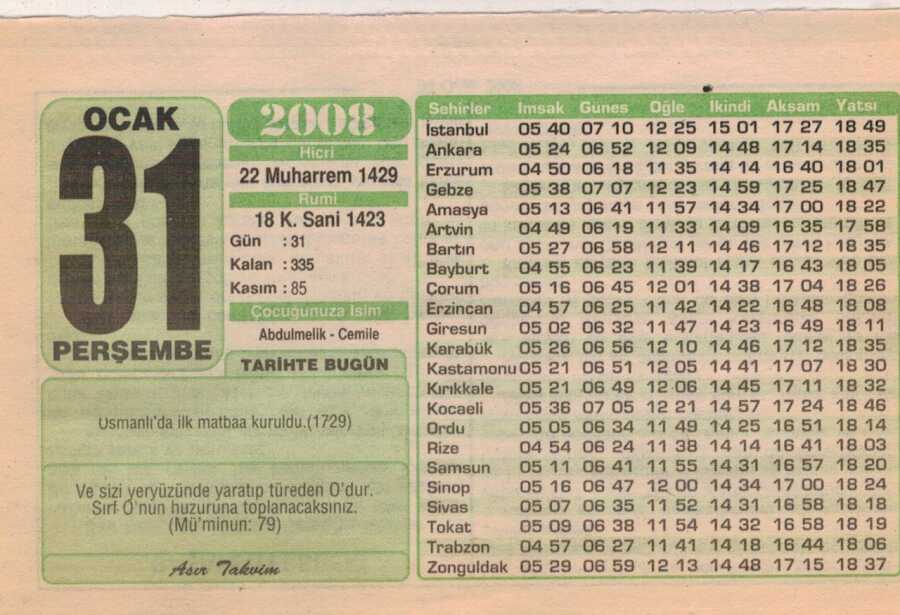 OCAK
31
PERŞEMBE
2008
Hicri
22 Muharrem 1429
Rumi
18 K. Sani 1423
Gün : 31
Kalan : 335
Kasım : 85
Çocuğunuza İsim
Abdulmelik - Cemile
TARİHTE BUGÜN
Osmanlı'da ilk matbaa kuruldu.(1729)
Ve sizi yeryüzünde yaratıp türeden O'dur.
Sırf O'nun huzuruna toplanacaksınız.
(Mü'minun: 79)
Asır Takvim
Şehirler Imsak Güneş Öğle İkindi Akşam Yatsı
İstanbul 05 40 07 10 12 25 15 01 17 27 18 49
Ankara 05 24 06 52 12 09 14 48 17 14 18 35
Erzurum 04 50 06 18 11 35 14 14 16 40 18 01
Gebze 05 38 07 07 12 23 14 59 17 25 18 47
Amasya 05 13 06 41 11 57 14 34 17 00 18 22
Artvin 04 49 06 19 11 33 14 09 16 35 17 58
Bartın 05 27 06 58 12 11 14 46 17 12 18 35
Bayburt 04 55 06 23 11 39 14 17 16 43 18 05
Çorum 05 16 06 45 12 01 14 38 17 04 18 26
Erzincan 04 57 06 25 11 42 14 22 16 48 18 08
Giresun 05 02 06 32 11 47 14 23 16 49 18 11
Karabük 05 26 06 56 12 10 14 46 17 12 18 35
Kastamonu 05 21 06 51 12 05 14 41 17 07 18 30
Kırıkkale 05 21 06 49 12 06 14 45 17 11 18 32
Kocaeli 05 36 07 05 12 21 14 57 17 24 18 46
Ordu 05 05 06 34 11 49 14 25 16 51 18 14
Rize 04 54 06 24 11 38 14 14 16 41 18 03
Samsun 05 11 06 41 11 55 14 31 16 57 18 20
Sinop 05 16 06 47 12 00 14 34 17 00 18 24
Sivas 05 07 06 35 11 52 14 31 16 58 18 18
Tokat 05 09 06 38 11 54 14 32 16 58 18 19
Trabzon 04 57 06 27 11 41 14 18 16 44 18 06
Zonguldak 05 29 06 59 12 13 14 48 17 15 18 37